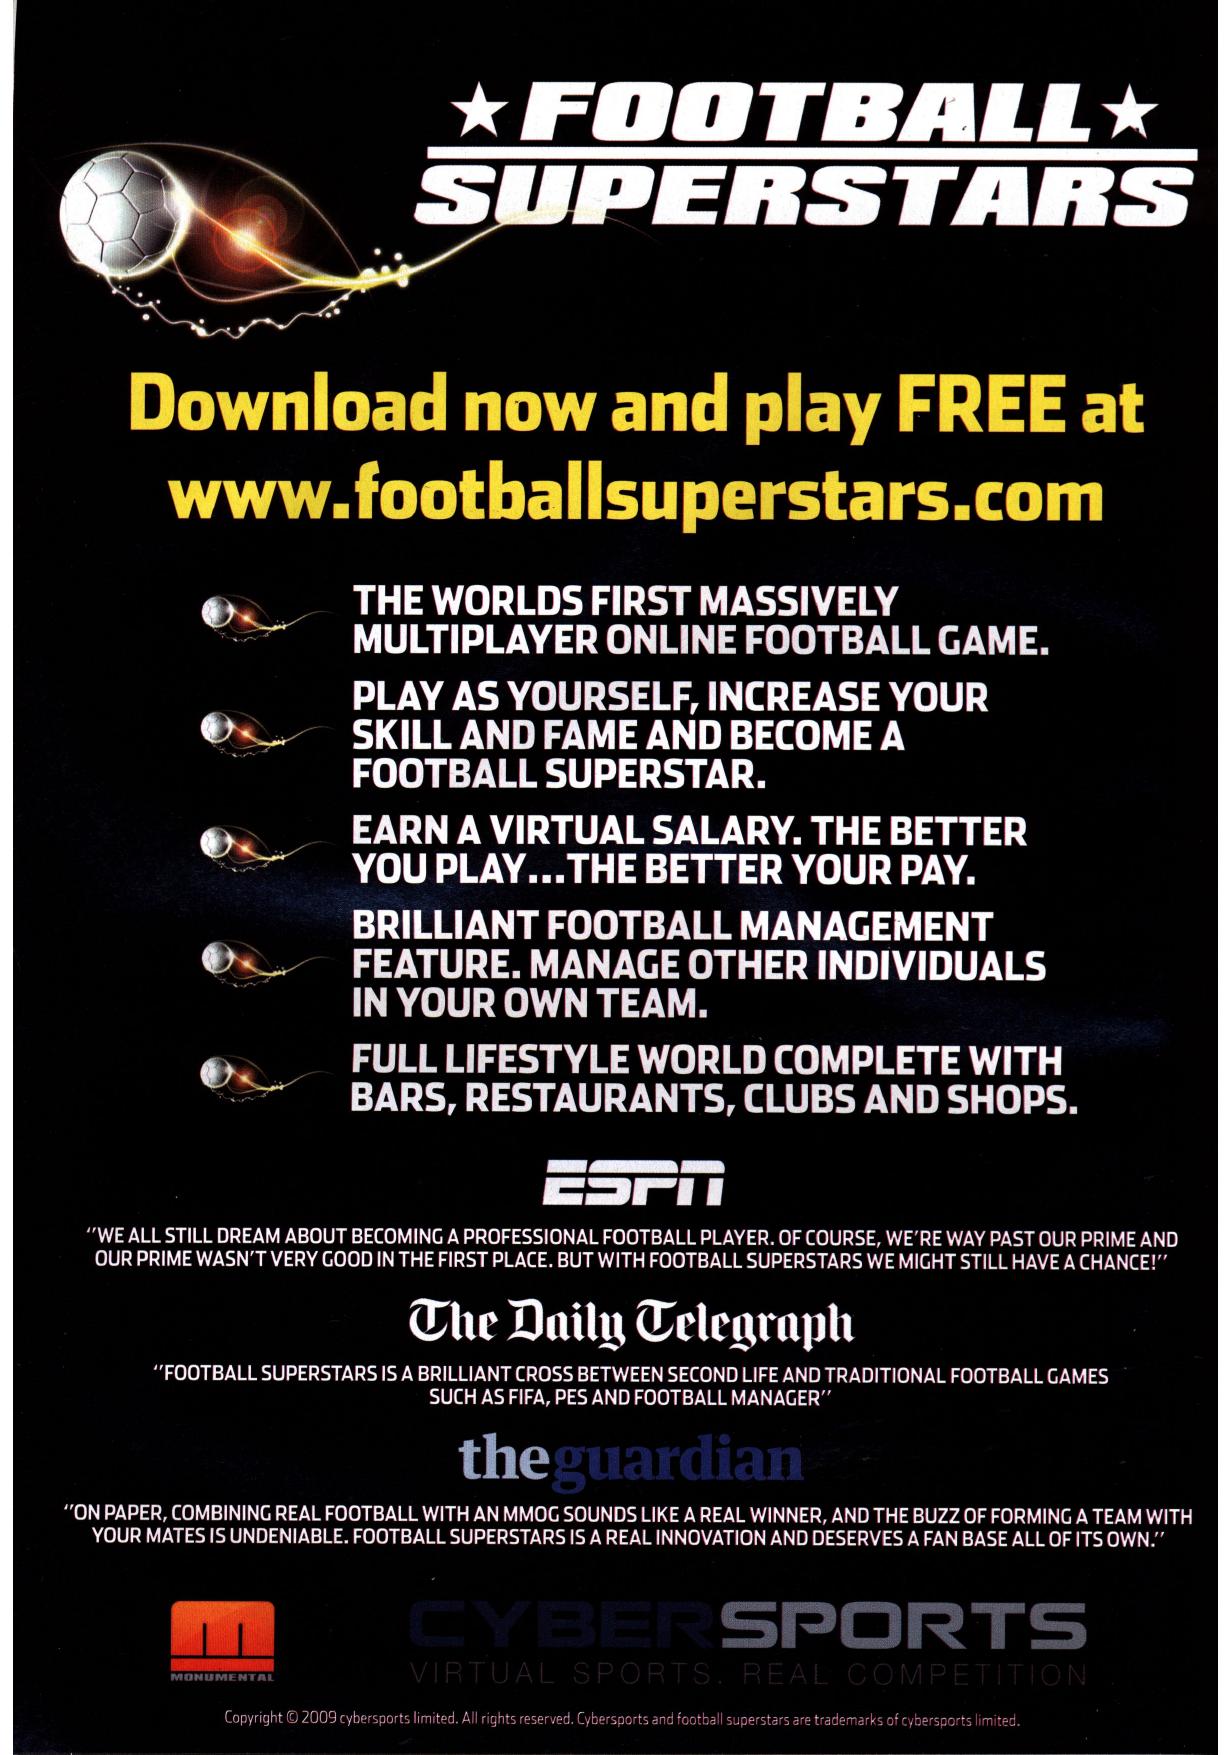 FOOTBALL
SUPERSTARS
Download now and play FREE at
www.footballsuperstars.com
THE WORLDS FIRST MASSIVELY
MULTIPLAYER ONLINE FOOTBALL GAME.
PLAY AS YOURSELF, INCREASE YOUR
SKILL AND FAME AND BECOME A
FOOTBALL SUPERSTAR.
EARN A VIRTUAL SALARY. THE BETTER
YOU PLAY...THE BETTER YOUR PAY.
BRILLIANT FOOTBALL MANAGEMENT
FEATURE. MANAGE OTHER INDIVIDUALS
IN YOUR OWN TEAM.
FULL LIFESTYLE WORLD COMPLETE WITH
BARS, RESTAURANTS, CLUBS AND SHOPS.
ESPN
''WE ALL STILL DREAM ABOUT BECOMING A PROFESSIONAL FOOTBALL PLAYER. OF COURSE, WE'RE WAY PAST OUR PRIME AND
OUR PRIME WASN'T VERY GOOD IN THE FIRST PLACE. BUT WITH FOOTBALL SUPERSTARS WE MIGHT STILL HAVE A CHANCE!''
The Daily Telegraph
''FOOTBALL SUPERSTARS IS A BRILLIANT CROSS BETWEEN SECOND LIFE AND TRADITIONAL FOOTBALL GAMES
SUCH AS FIFA, PES AND FOOTBALL MANAGER''
theguardian
''ON PAPER, COMBINING REAL FOOTBALL WITH AN MMOG SOUNDS LIKE A REAL WINNER, AND THE BUZZ OF FORMING A TEAM WITH
YOUR MATES IS UNDENIABLE. FOOTBALL SUPERSTARS IS A REAL INNOVATION AND DESERVES A FAN BASE ALL OF ITS OWN.''
m
MONUMENTAL
CYBERSPORTS
VIRTUAL SPORTS. REAL COMPETITION
Copyright © 2009 cybersports limited. All rights reserved. Cybersports and football superstars are trademarks of cybersports limited.